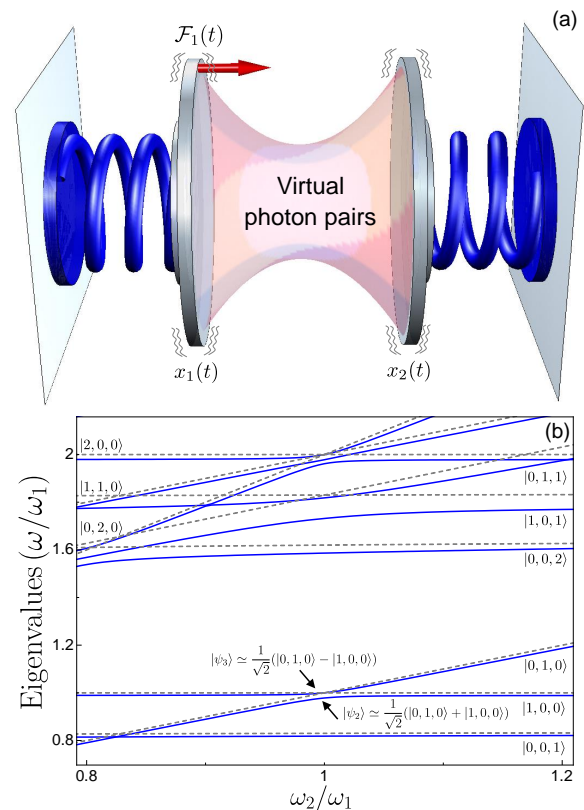 (a)
𝓕₁(t)
Virtual
photon pairs
x₁(t)
x₂(t)
(b)
Eigenvalues (ω/ω₁)
2
1.6
1.2
0.8
|2, 0, 0⟩
|1, 1, 0⟩
|0, 2, 0⟩
|0, 1, 1⟩
|1, 0, 1⟩
|0, 0, 2⟩
|ψ₃⟩ ≃ 1/√2 (|0, 1, 0⟩ − |1, 0, 0⟩)
|0, 1, 0⟩
|ψ₂⟩ ≃ 1/√2 (|0, 1, 0⟩ + |1, 0, 0⟩)
|1, 0, 0⟩
|0, 0, 1⟩
0.8
1
1.2
ω₂/ω₁